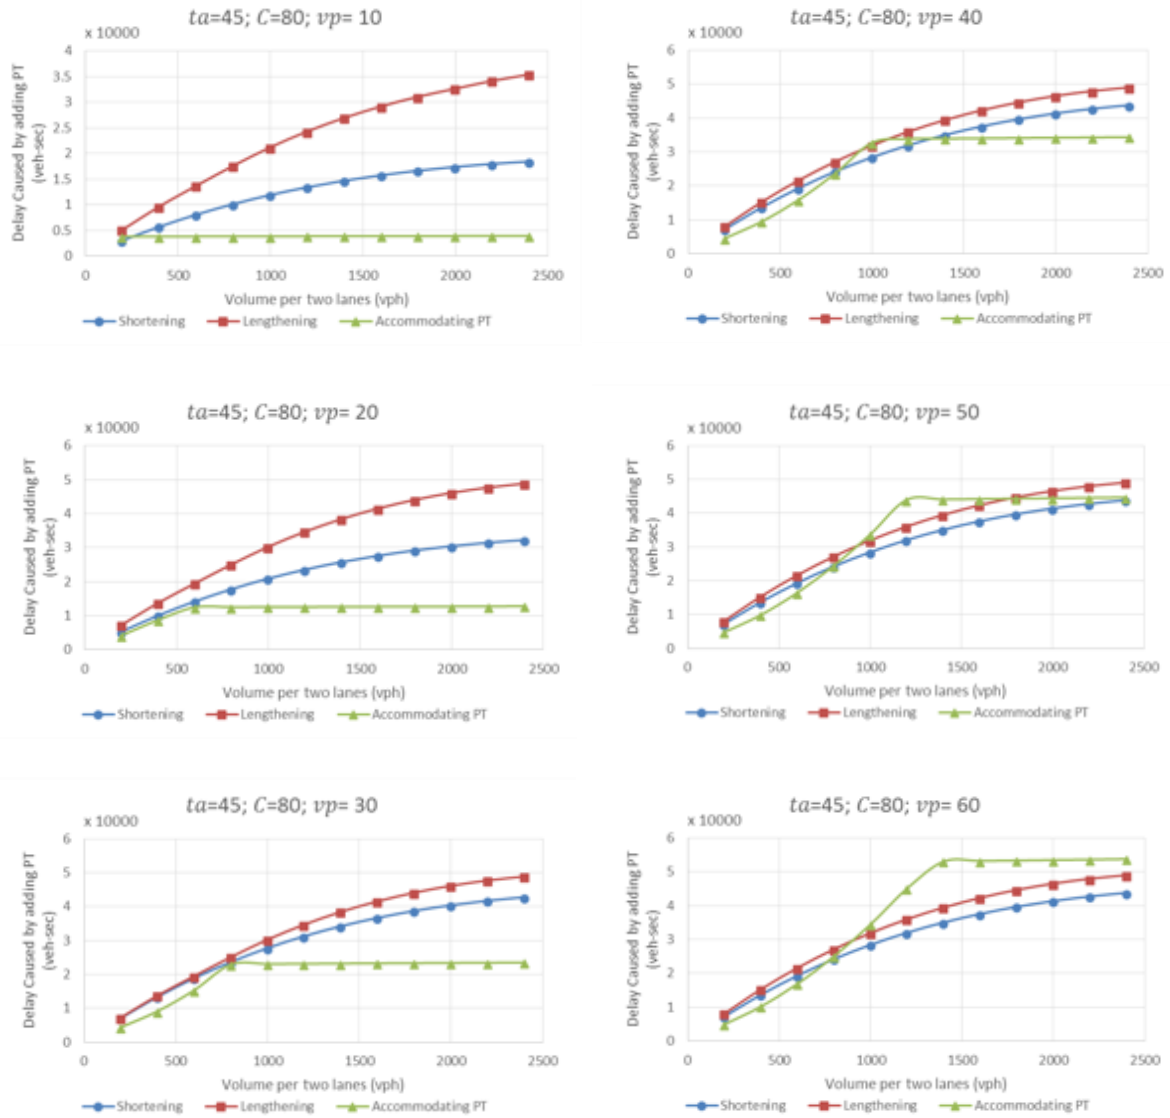 ta=45; C=80; vp= 10
x 10000
Delay Caused by adding PT
(veh-sec)
4
3.5
3
2.5
2
1.5
1
0.5
0
0 500 1000 1500 2000 2500
Volume per two lanes (vph)
Shortening Lengthening Accommodating PT
ta=45; C=80; vp= 40
x 10000
Delay Caused by adding PT
(veh-sec)
6
5
4
3
2
1
0
0 500 1000 1500 2000 2500
Volume per two lanes (vph)
Shortening Lengthening Accommodating PT
ta=45; C=80; vp= 20
x 10000
Delay Caused by adding PT
(veh-sec)
6
5
4
3
2
1
0
0 500 1000 1500 2000 2500
Volume per two lanes (vph)
Shortening Lengthening Accommodating PT
ta=45; C=80; vp= 50
x 10000
Delay Caused by adding PT
(veh-sec)
6
5
4
3
2
1
0
0 500 1000 1500 2000 2500
Volume per two lanes (vph)
Shortening Lengthening Accommodating PT
ta=45; C=80; vp= 30
x 10000
Delay Caused by adding PT
(veh-sec)
6
5
4
3
2
1
0
0 500 1000 1500 2000 2500
Volume per two lanes (vph)
Shortening Lengthening Accommodating PT
ta=45; C=80; vp= 60
x 10000
Delay Caused by adding PT
(veh-sec)
6
5
4
3
2
1
0
0 500 1000 1500 2000 2500
Volume per two lanes (vph)
Shortening Lengthening Accommodating PT